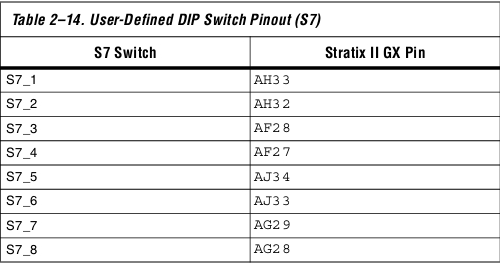 Table 2–14. User-Defined DIP Switch Pinout (S7)
S7 Switch Stratix II GX Pin
S7_1 AH33
S7_2 AH32
S7_3 AF28
S7_4 AF27
S7_5 AJ34
S7_6 AJ33
S7_7 AG29
S7_8 AG28